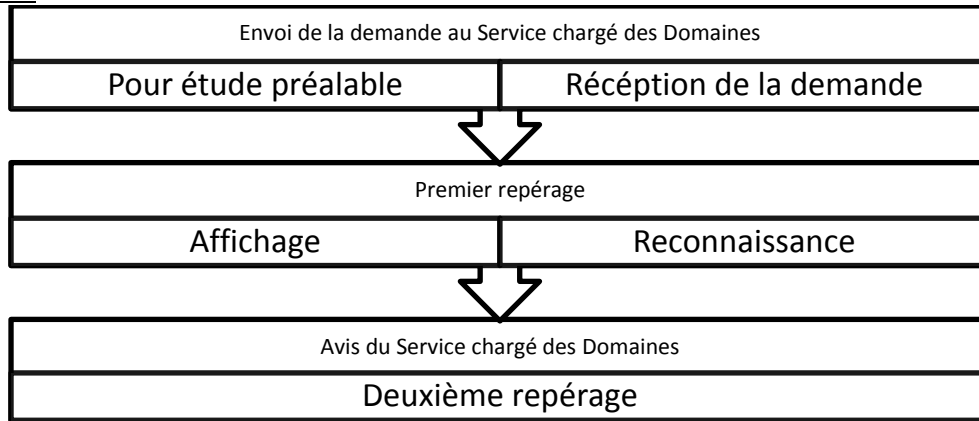 Envoi de la demande au Service chargé des Domaines
Pour étude préalable
Récéption de la demande
Premier repérage
Affichage
Reconnaissance
Avis du Service chargé des Domaines
Deuxième repérage